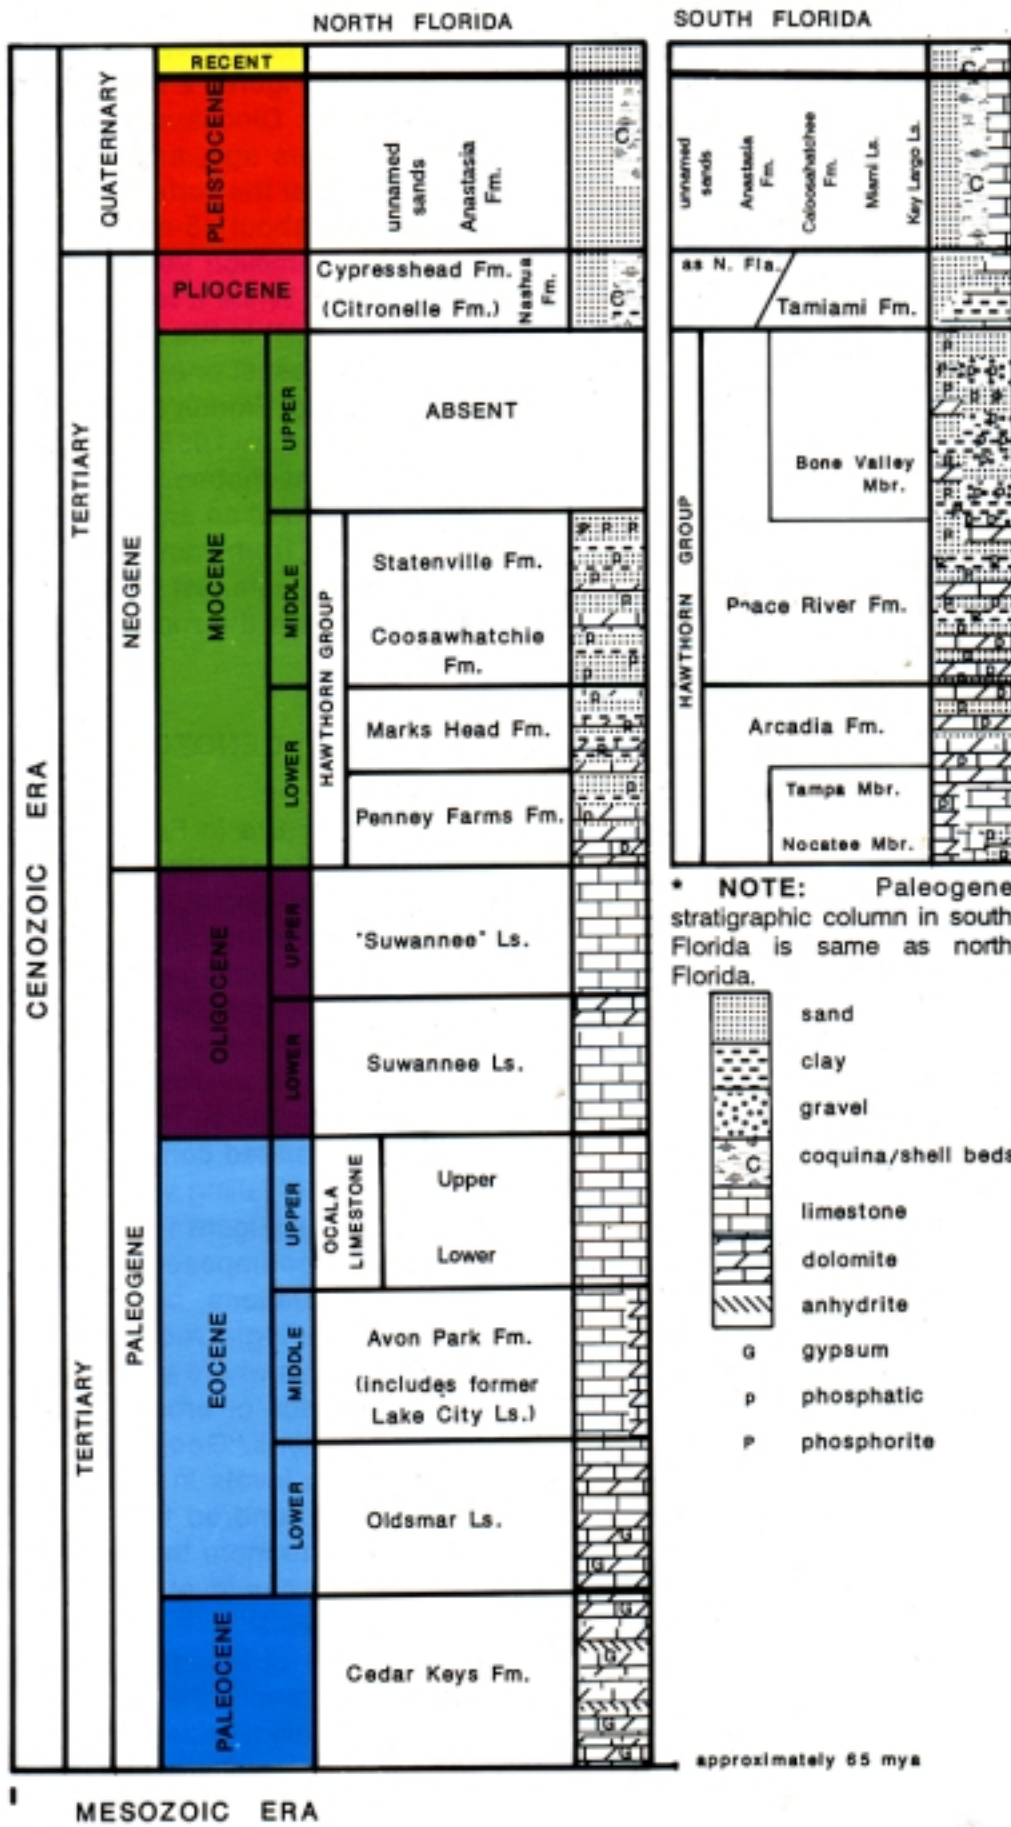 NORTH FLORIDA
SOUTH FLORIDA
CENOZOIC ERA
QUATERNARY
TERTIARY
TERTIARY
NEOGENE
PALEOGENE
RECENT
PLEISTOCENE
unnamed
sands
Anastasia
Fm.
PLIOCENE
Cypresshead Fm.
(Citronelle Fm.)
Nashua
Fm.
MIOCENE
UPPER
ABSENT
MIDDLE
LOWER
HAWTHORN GROUP
Statenville Fm.
Coosawhatchie
Fm.
Marks Head Fm.
Penney Farms Fm.
OLIGOCENE
UPPER
"Suwannee" Ls.
LOWER
Suwannee Ls.
EOCENE
UPPER
OCALA
LIMESTONE
Upper
Lower
MIDDLE
Avon Park Fm.
(includes former
Lake City Ls.)
LOWER
Oldsmar Ls.
PALEOCENE
Cedar Keys Fm.
unnamed
sands
Anastasia
Fm.
Caloosahatchee
Fm.
Miami Ls.
Key Largo Ls.
as N. Fla.
Tamiami Fm.
HAWTHORN GROUP
Bone Valley
Mbr.
Peace River Fm.
Arcadia Fm.
Tampa Mbr.
Nocatee Mbr.
* NOTE: Paleogene
stratigraphic column in south
Florida is same as north
Florida.
sand
clay
gravel
coquina/shell beds
limestone
dolomite
anhydrite
G gypsum
p phosphatic
P phosphorite
approximately 65 mya
MESOZOIC ERA